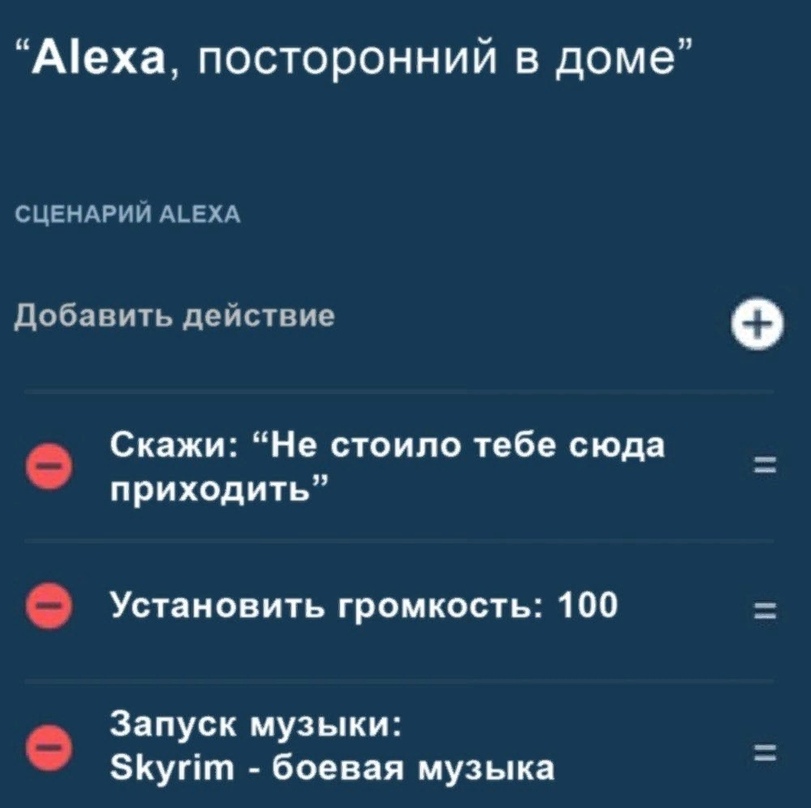 “Alexa, посторонний в доме”
СЦЕНАРИЙ ALEXA
Добавить действие
Скажи: “Не стоило тебе сюда
приходить”
Установить громкость: 100
Запуск музыки:
Skyrim - боевая музыка